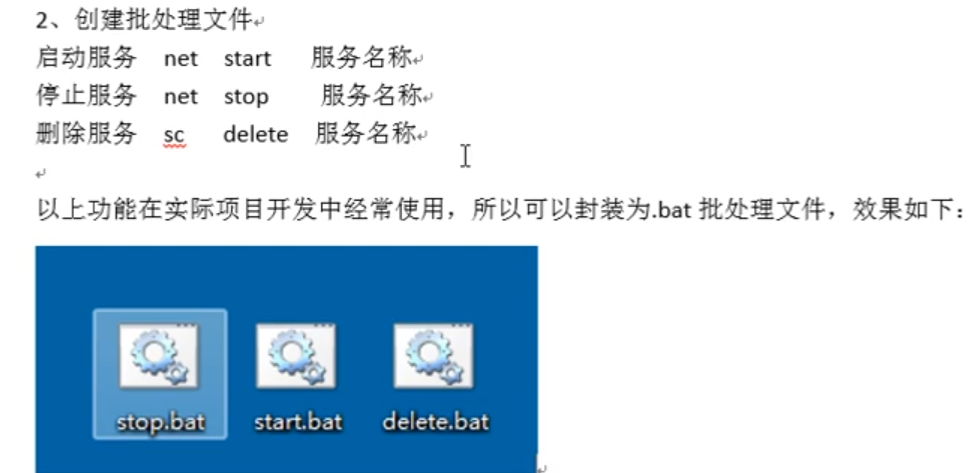 2、创建批处理文件
启动服务 net start 服务名称
停止服务 net stop 服务名称
删除服务 sc delete 服务名称
以上功能在实际项目开发中经常使用，所以可以封装为.bat 批处理文件，效果如下：
stop.bat start.bat delete.bat